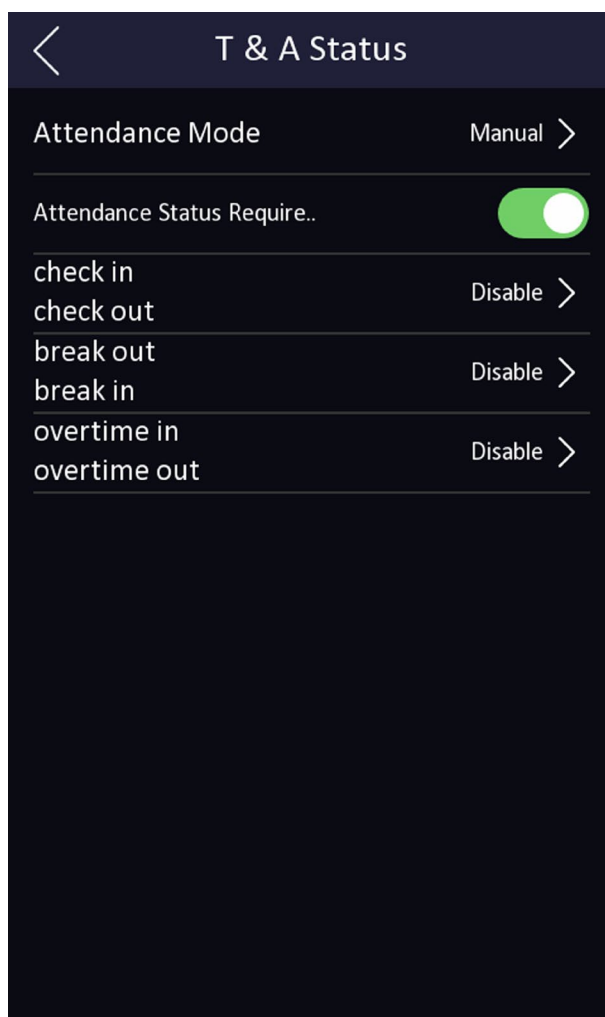 T & A Status
Attendance Mode Manual
Attendance Status Require..
check in
check out
Disable
break out
break in
Disable
overtime in
overtime out
Disable